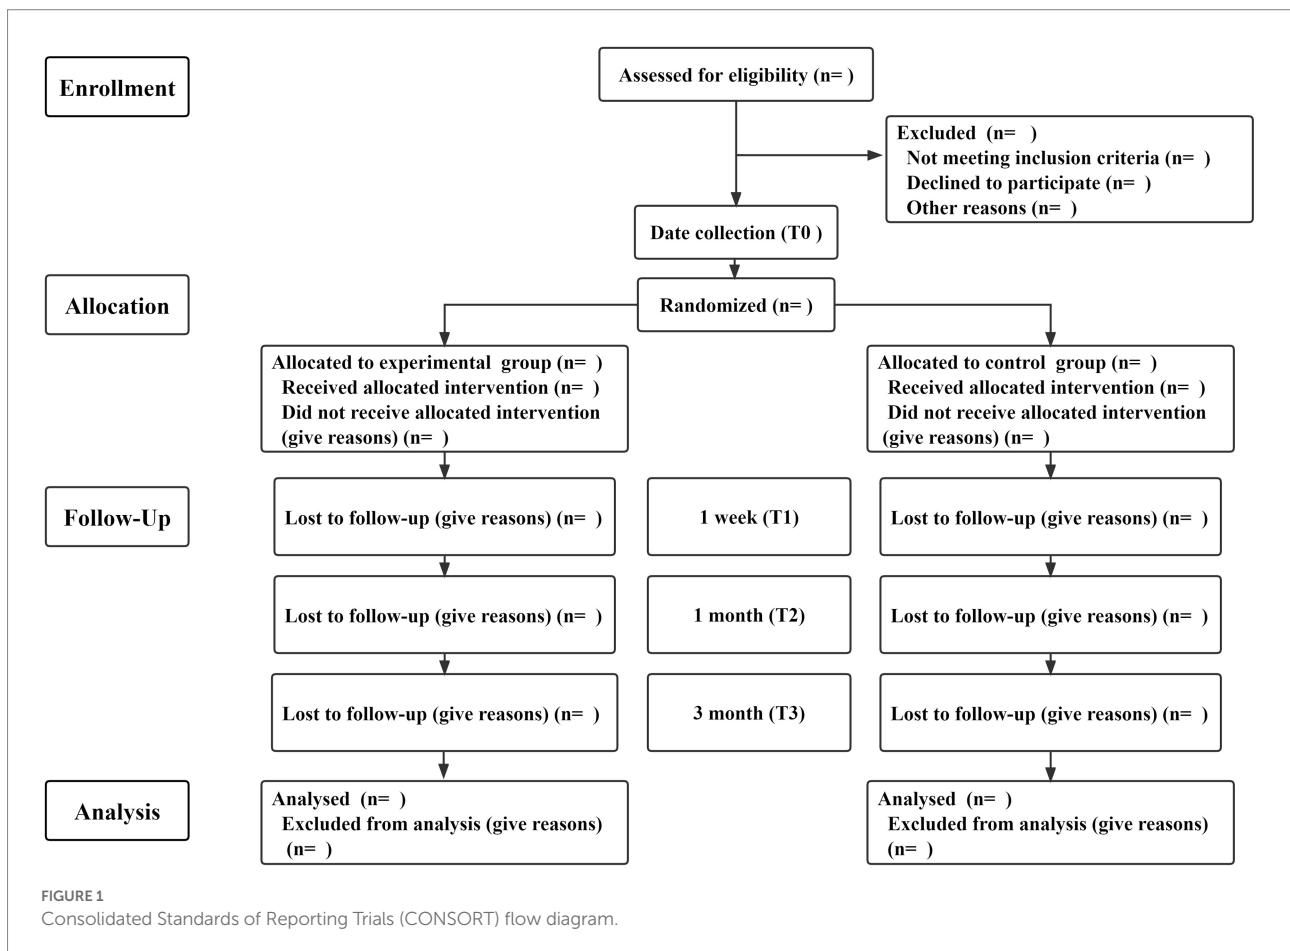 Enrollment
Assessed for eligibility (n= )
Excluded (n= )
Not meeting inclusion criteria (n= )
Declined to participate (n= )
Other reasons (n= )
Date collection (T0 )
Allocation
Randomized (n= )
Allocated to experimental group (n= )
Received allocated intervention (n= )
Did not receive allocated intervention
(give reasons) (n= )
Allocated to control group (n= )
Received allocated intervention (n= )
Did not receive allocated intervention
(give reasons) (n= )
Follow-Up
Lost to follow-up (give reasons) (n= )
1 week (T1)
Lost to follow-up (give reasons) (n= )
Lost to follow-up (give reasons) (n= )
1 month (T2)
Lost to follow-up (give reasons) (n= )
Lost to follow-up (give reasons) (n= )
3 month (T3)
Lost to follow-up (give reasons) (n= )
Analysis
Analysed (n= )
Excluded from analysis (give reasons)
(n= )
Analysed (n= )
Excluded from analysis (give reasons)
(n= )
FIGURE 1
Consolidated Standards of Reporting Trials (CONSORT) flow diagram.